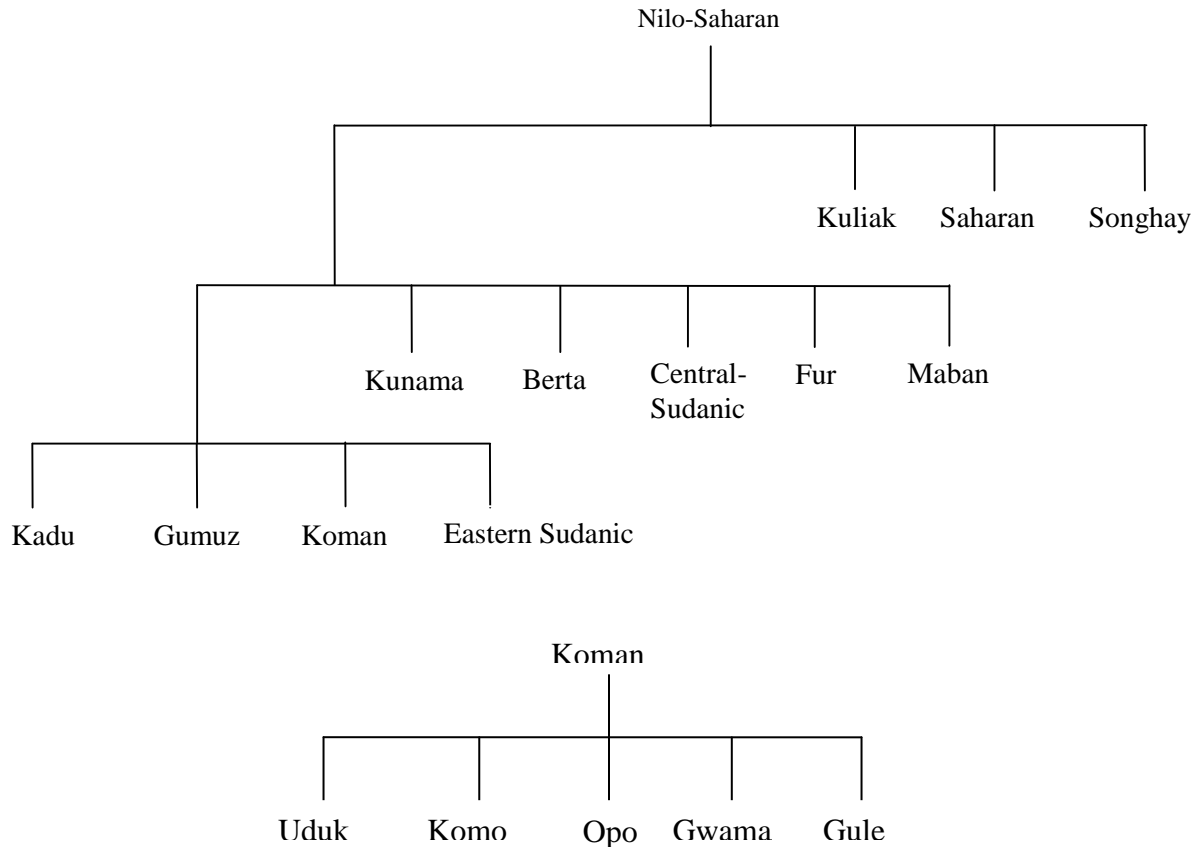 Nilo-Saharan
Kuliak Saharan Songhay
Kunama Berta Central- Fur Maban
Sudanic
Kadu Gumuz Koman Eastern Sudanic
Koman
Uduk Komo Opo Gwama Gule